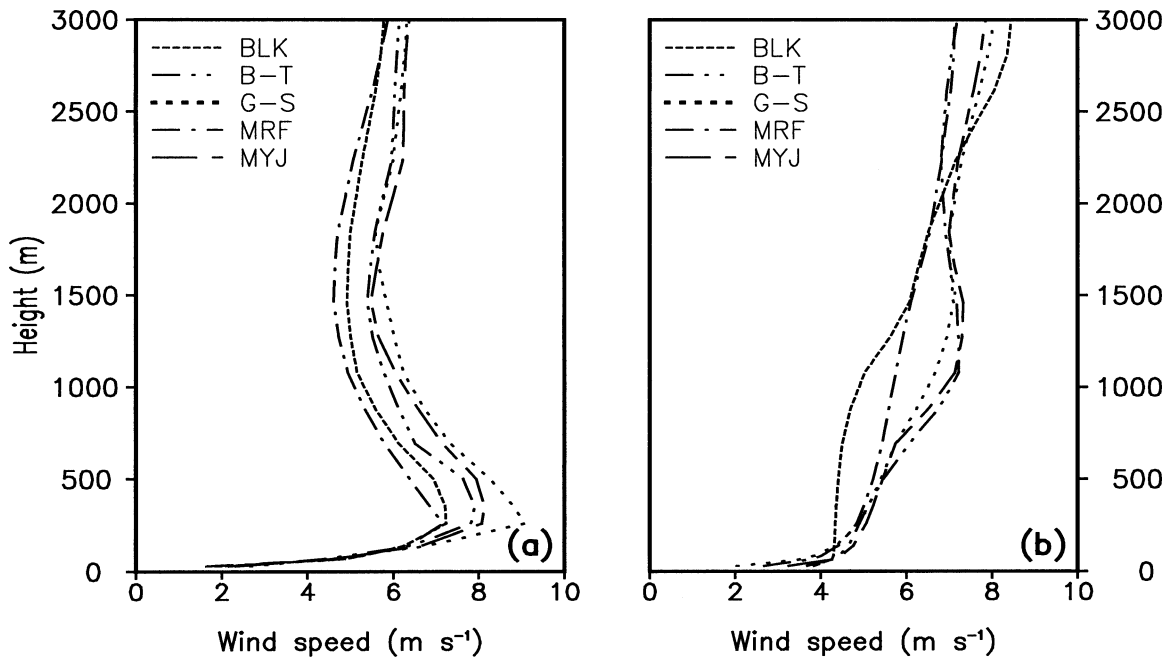 3000
2500
2000
1500
1000
500
0
Height (m)
BLK
B-T
G-S
MRF
MYJ
(a)
0 2 4 6 8 10
Wind speed (m s⁻¹)
BLK
B-T
G-S
MRF
MYJ
(b)
3000
2500
2000
1500
1000
500
0
0 2 4 6 8 10
Wind speed (m s⁻¹)